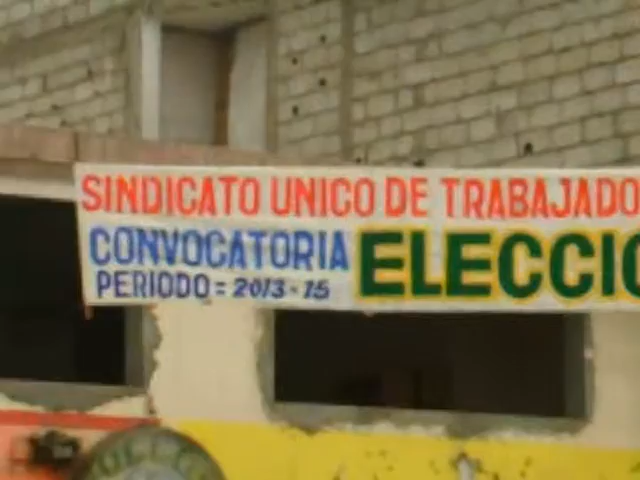 SINDICATO UNICO DE TRABAJADO
CONVOCATORIA ELECCIO
PERIODO = 2013 - 15